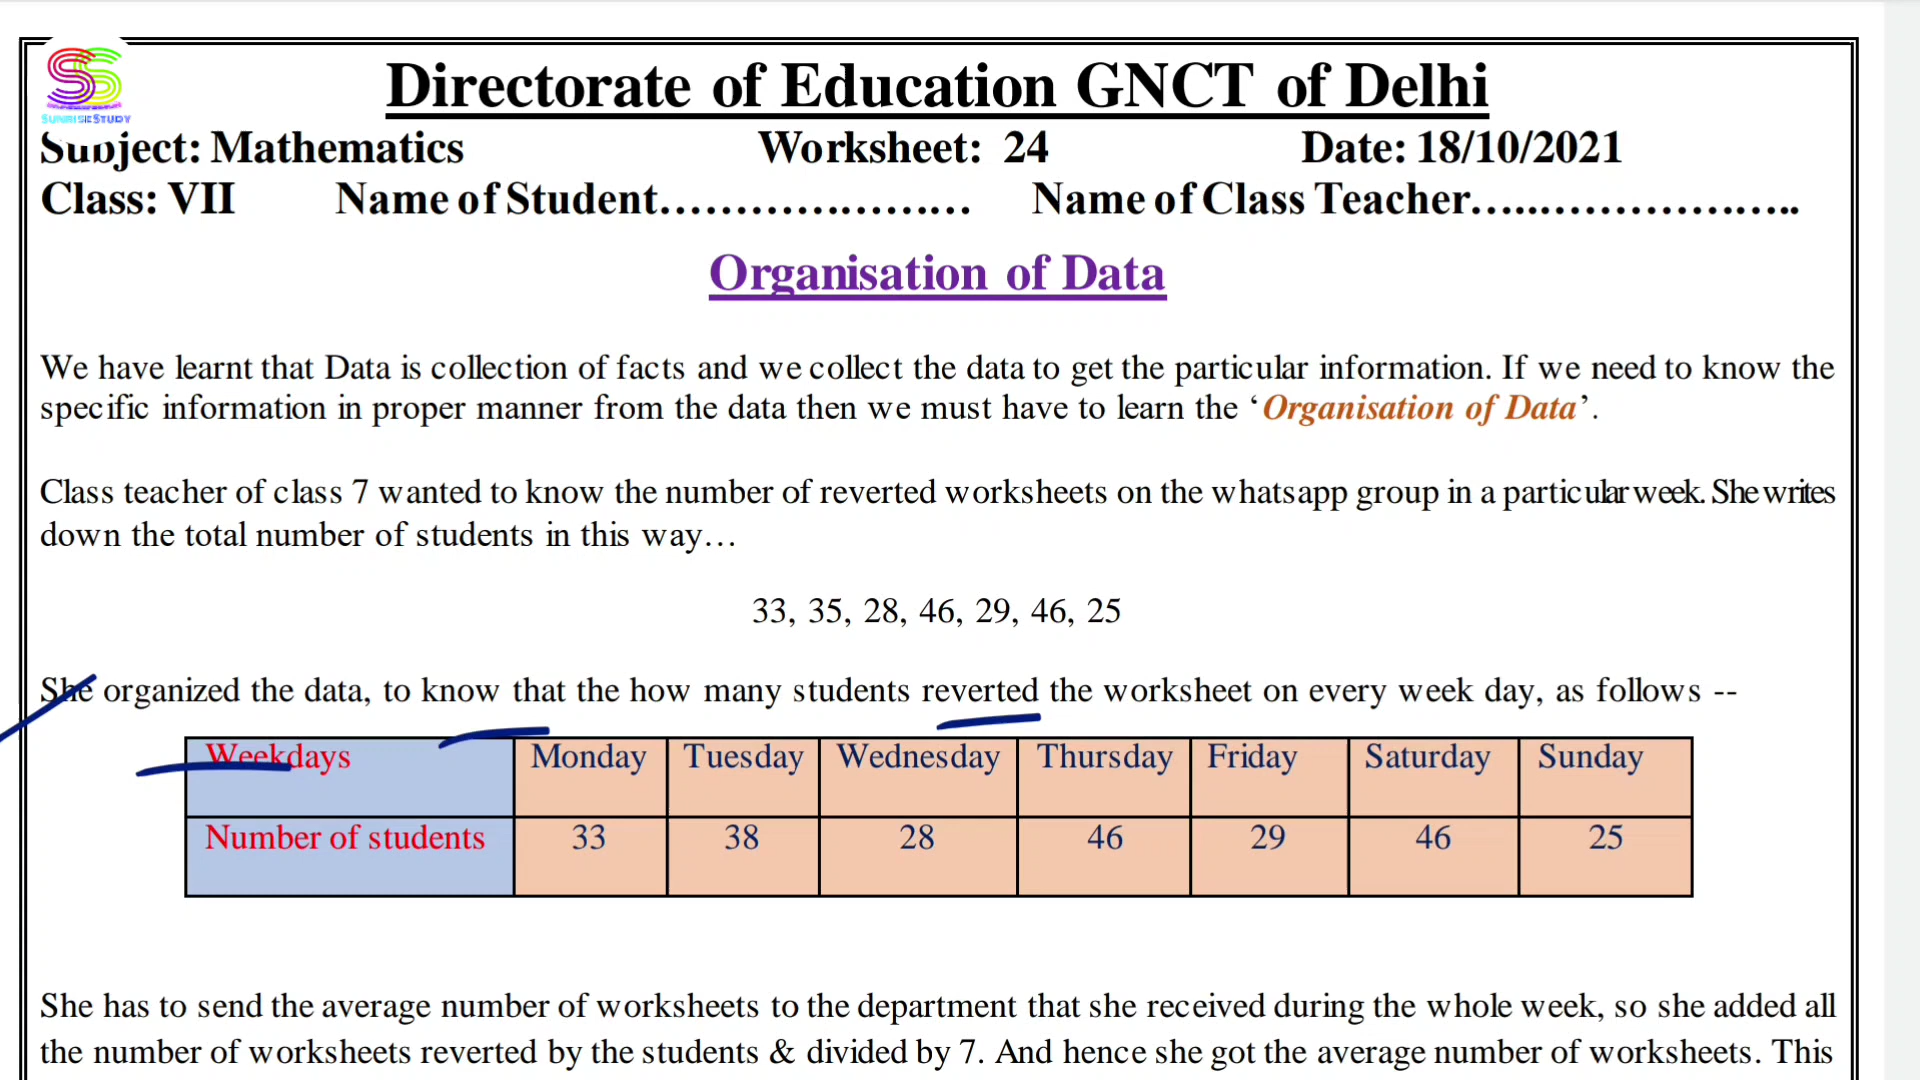 SUNRISESTUDY
Directorate of Education GNCT of Delhi
Subject: Mathematics Worksheet: 24 Date: 18/10/2021
Class: VII Name of Student………………… Name of Class Teacher…...……………..
Organisation of Data
We have learnt that Data is collection of facts and we collect the data to get the particular information. If we need to know the
specific information in proper manner from the data then we must have to learn the ‘Organisation of Data’.
Class teacher of class 7 wanted to know the number of reverted worksheets on the whatsapp group in a particular week. She writes
down the total number of students in this way…
33, 35, 28, 46, 29, 46, 25
She organized the data, to know that the how many students reverted the worksheet on every week day, as follows --
Weekdays Monday Tuesday Wednesday Thursday Friday Saturday Sunday
Number of students 33 38 28 46 29 46 25
She has to send the average number of worksheets to the department that she received during the whole week, so she added all
the number of worksheets reverted by the students & divided by 7. And hence she got the average number of worksheets. This